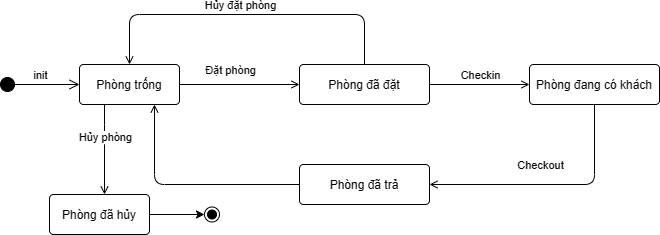 Hủy đặt phòng
init
Phòng trống
Đặt phòng
Phòng đã đặt
Checkin
Phòng đang có khách
Hủy phòng
Checkout
Phòng đã trả
Phòng đã hủy